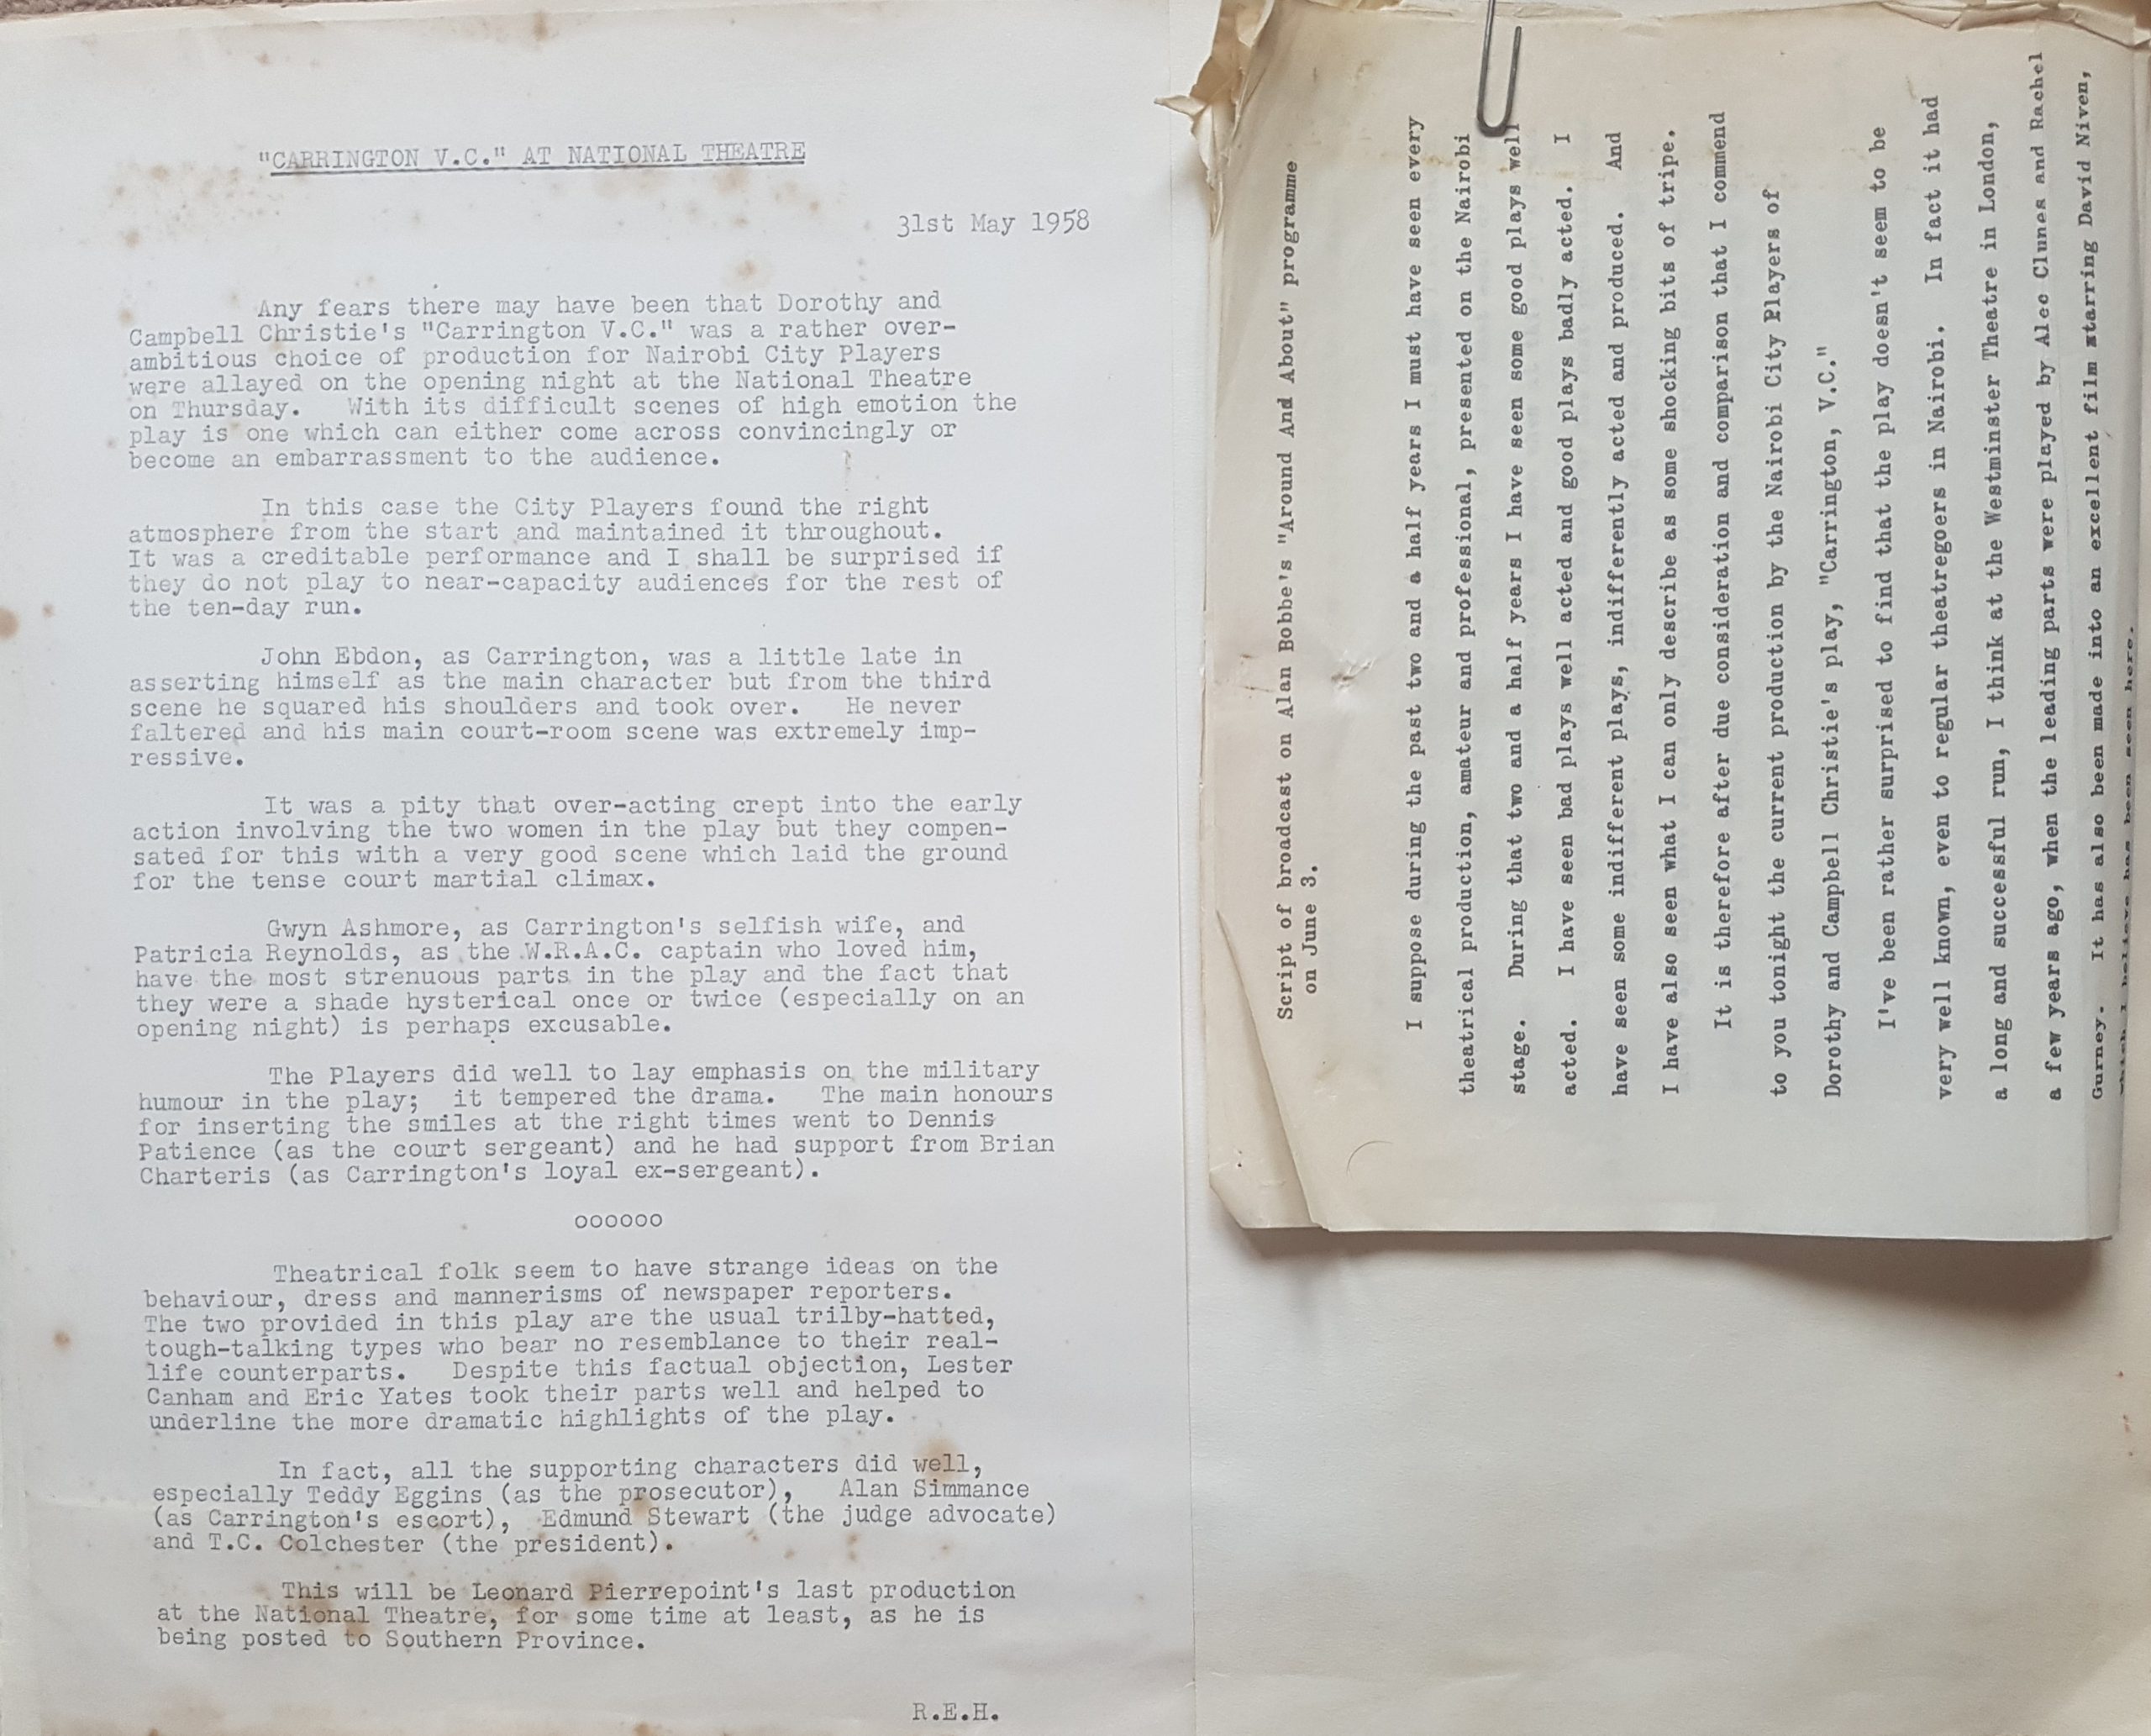 "CARRINGTON V.C." AT NATIONAL THEATRE
31st May 1958
Any fears there may have been that Dorothy and
Campbell Christie's "Carrington V.C." was a rather over-
ambitious choice of production for Nairobi City Players
were allayed on the opening night at the National Theatre
on Thursday. With its difficult scenes of high emotion the
play is one which can either come across convincingly or
become an embarrassment to the audience.
In this case the City Players found the right
atmosphere from the start and maintained it throughout.
It was a creditable performance and I shall be surprised if
they do not play to near-capacity audiences for the rest of
the ten-day run.
John Ebdon, as Carrington, was a little late in
asserting himself as the main character but from the third
scene he squared his shoulders and took over. He never
faltered and his main court-room scene was extremely imp-
ressive.
It was a pity that over-acting crept into the early
action involving the two women in the play but they compen-
sated for this with a very good scene which laid the ground
for the tense court martial climax.
Gwyn Ashmore, as Carrington's selfish wife, and
Patricia Reynolds, as the W.R.A.C. captain who loved him,
have the most strenuous parts in the play and the fact that
they were a shade hysterical once or twice (especially on an
opening night) is perhaps excusable.
The Players did well to lay emphasis on the military
humour in the play; it tempered the drama. The main honours
for inserting the smiles at the right times went to Dennis
Patience (as the court sergeant) and he had support from Brian
Charteris (as Carrington's loyal ex-sergeant).
oooooo
Theatrical folk seem to have strange ideas on the
behaviour, dress and mannerisms of newspaper reporters.
The two provided in this play are the usual trilby-hatted,
tough-talking types who bear no resemblance to their real-
life counterparts. Despite this factual objection, Lester
Canham and Eric Yates took their parts well and helped to
underline the more dramatic highlights of the play.
In fact, all the supporting characters did well,
especially Teddy Eggins (as the prosecutor), Alan Simmance
(as Carrington's escort), Edmund Stewart (the judge advocate)
and T.C. Colchester (the president).
This will be Leonard Pierrepoint's last production
at the National Theatre, for some time at least, as he is
being posted to Southern Province.
R.E.H.
Script of broadcast on Alan Bobbe's "Around And About" programme
on June 3.
I suppose during the past two and a half years I must have seen every
theatrical production, amateur and professional, presented on the Nairobi
stage. During that two and a half years I have seen some good plays well
acted. I have seen bad plays well acted and good plays badly acted. I
have seen some indifferent plays, indifferently acted and produced. And
I have also seen what I can only describe as some shocking bits of tripe.
It is therefore after due consideration and comparison that I commend
to you tonight the current production by the Nairobi City Players of
Dorothy and Campbell Christie's play, "Carrington, V.C."
I've been rather surprised to find that the play doesn't seem to be
very well known, even to regular theatregoers in Nairobi. In fact it had
a long and successful run, I think at the Westminster Theatre in London,
a few years ago, when the leading parts were played by Alec Clunes and Rachel
Gurney. It has also been made into an excellent film starring David Niven,
which I believe has been seen here.